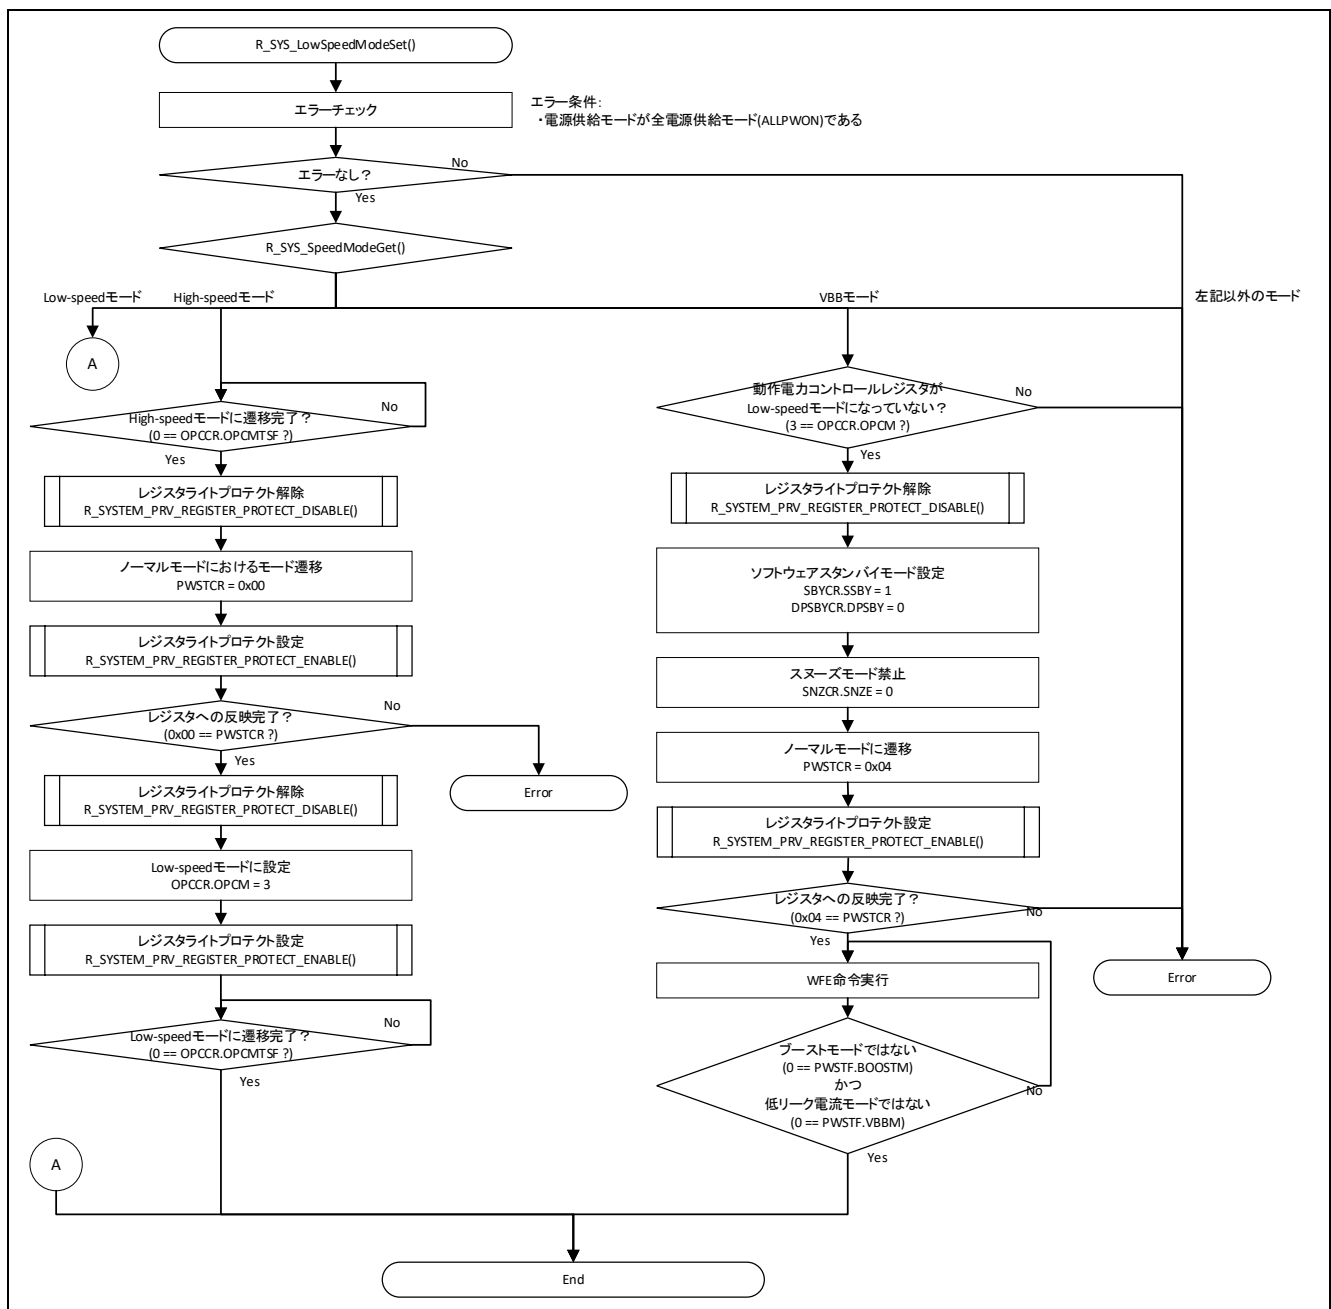 R_SYS_LowSpeedModeSet()
エラーチェック
エラー条件:
・電源供給モードが全電源供給モード(ALLPWON)である
エラーなし？
No
Yes
R_SYS_SpeedModeGet()
Low-speedモード
High-speedモード
VBBモード
左記以外のモード
A
High-speedモードに遷移完了？
(0 == OPCCR.OPCMTSF ?)
No
Yes
レジスタライトプロテクト解除
R_SYSTEM_PRV_REGISTER_PROTECT_DISABLE()
ノーマルモードにおけるモード遷移
PWSTCR = 0x00
レジスタライトプロテクト設定
R_SYSTEM_PRV_REGISTER_PROTECT_ENABLE()
レジスタへの反映完了？
(0x00 == PWSTCR ?)
No
Yes
Error
レジスタライトプロテクト解除
R_SYSTEM_PRV_REGISTER_PROTECT_DISABLE()
Low-speedモードに設定
OPCCR.OPCM = 3
レジスタライトプロテクト設定
R_SYSTEM_PRV_REGISTER_PROTECT_ENABLE()
Low-speedモードに遷移完了？
(0 == OPCCR.OPCMTSF ?)
No
Yes
動作電力コントロールレジスタが
Low-speedモードになっていない？
(3 == OPCCR.OPCM ?)
No
Yes
レジスタライトプロテクト解除
R_SYSTEM_PRV_REGISTER_PROTECT_DISABLE()
ソフトウェアスタンバイモード設定
SBYCR.SSBY = 1
DPSBYCR.DPSBY = 0
スヌーズモード禁止
SNZCR.SNZE = 0
ノーマルモードに遷移
PWSTCR = 0x04
レジスタライトプロテクト設定
R_SYSTEM_PRV_REGISTER_PROTECT_ENABLE()
レジスタへの反映完了？
(0x04 == PWSTCR ?)
No
Yes
WFE命令実行
Error
ブーストモードではない
(0 == PWSTF.BOOSTM)
かつ
低リーク電流モードではない
(0 == PWSTF.VBBM)
No
Yes
A
End